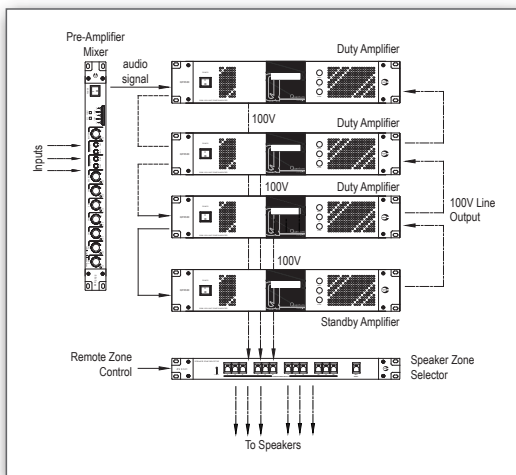 Pre-Amplifier
Mixer
audio
signal
Duty Amplifier
100V
Duty Amplifier
Inputs
100V
Duty Amplifier
100V Line
Output
100V
Standby Amplifier
Remote Zone
Control
Speaker Zone
Selector
To Speakers